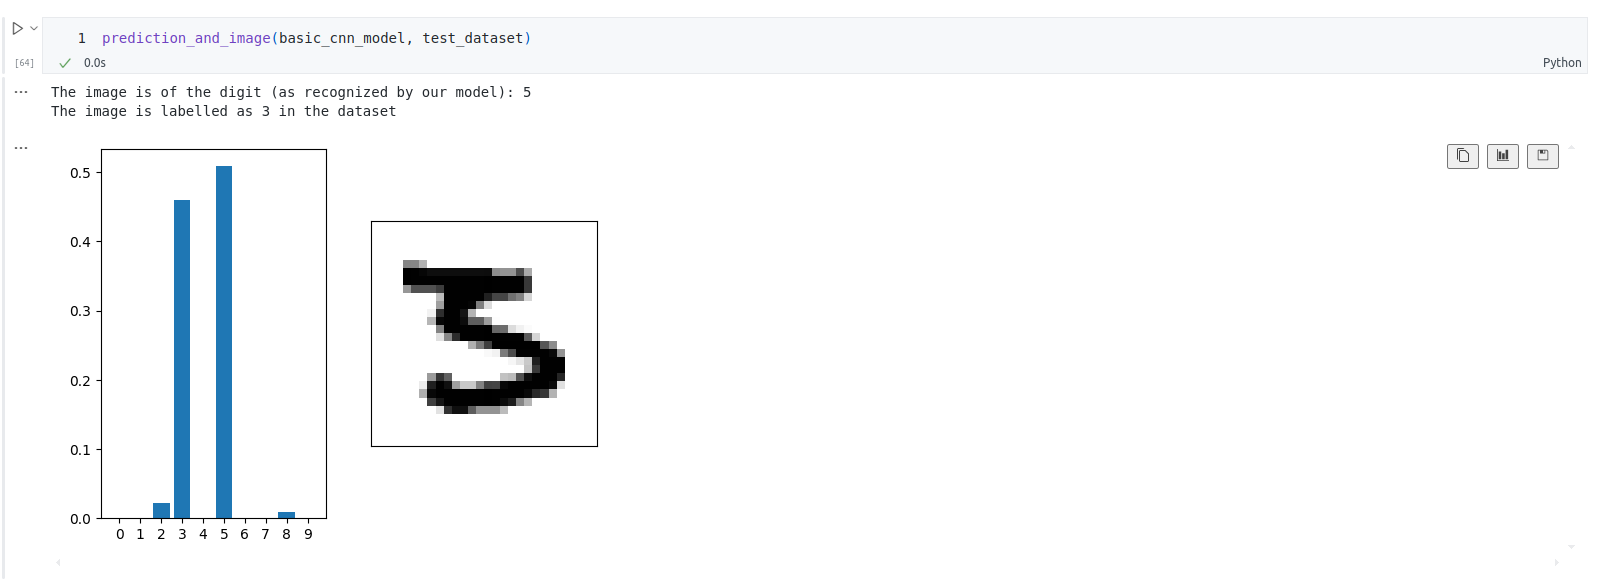 1 prediction_and_image(basic_cnn_model, test_dataset)
[64] 0.0s Python
The image is of the digit (as recognized by our model): 5
The image is labelled as 3 in the dataset
0.5
0.4
0.3
0.2
0.1
0.0
0 1 2 3 4 5 6 7 8 9
3